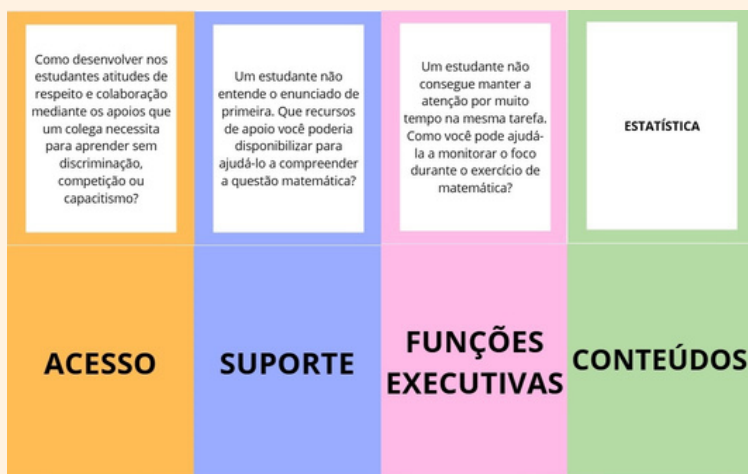 Como desenvolver nos
estudantes atitudes de
respeito e colaboração
mediante os apoios que
um colega necessita
para aprender sem
discriminação,
competição ou
capacitismo?
Um estudante não
entende o enunciado de
primeira. Que recursos
de apoio você poderia
disponibilizar para
ajudá-lo a compreender
a questão matemática?
Um estudante não
consegue manter a
atenção por muito
tempo na mesma tarefa.
Como você pode ajudá-
la a monitorar o foco
durante o exercício de
matemática?
ESTATÍSTICA
ACESSO
SUPORTE
FUNÇÕES
EXECUTIVAS
CONTEÚDOS